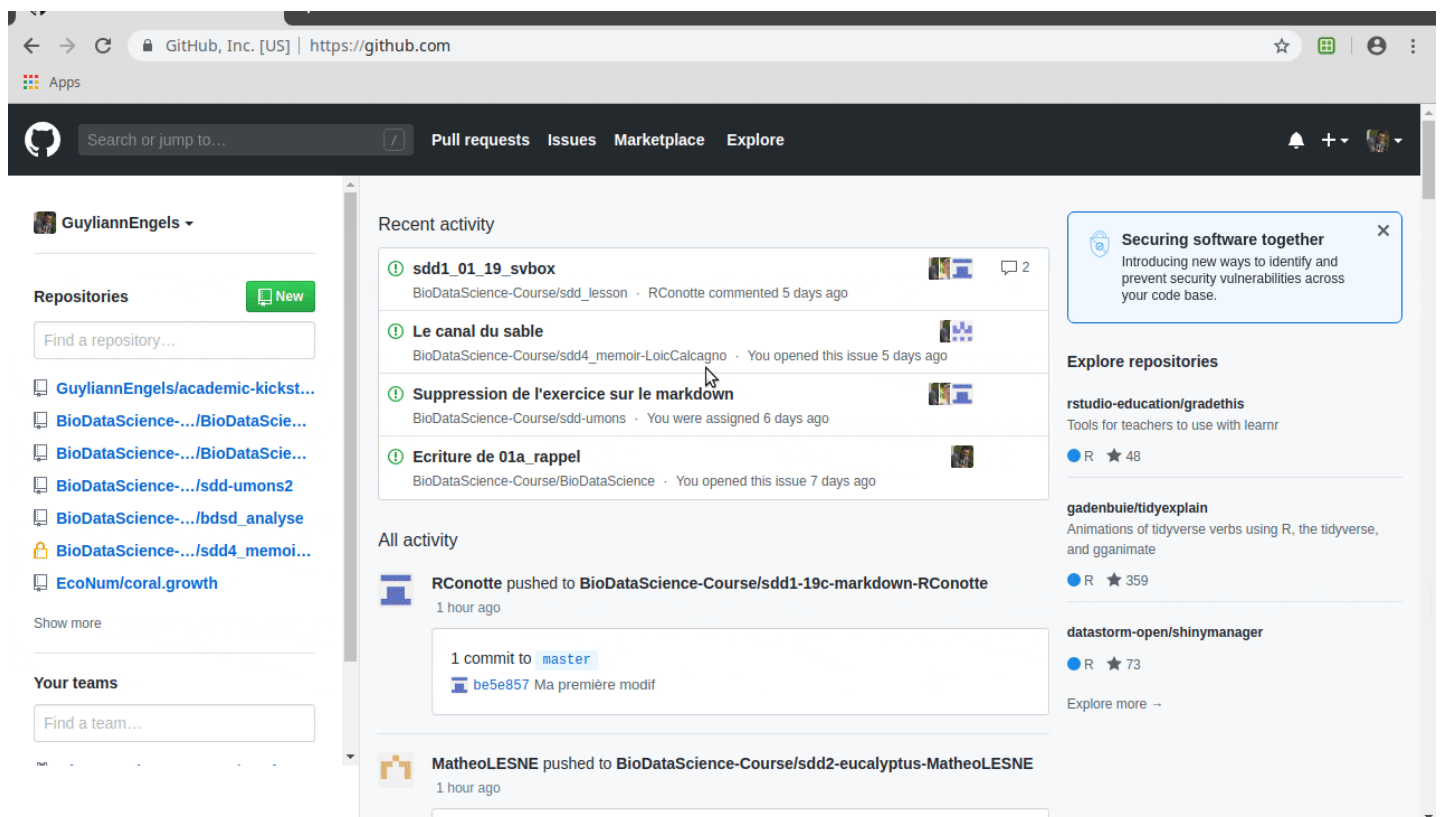 GitHub, Inc. [US] | https://github.com
Apps
Search or jump to…
/
Pull requests Issues Marketplace Explore
GuyliannEngels
Repositories
New
Find a repository…
GuyliannEngels/academic-kickst...
BioDataScience-.../BioDataScie...
BioDataScience-.../BioDataScie...
BioDataScience-.../sdd-umons2
BioDataScience-.../bdsd_analyse
BioDataScience-.../sdd4_memoi...
EcoNum/coral.growth
Show more
Your teams
Find a team…
Recent activity
sdd1_01_19_svbox
2
BioDataScience-Course/sdd_lesson · RConotte commented 5 days ago
Le canal du sable
BioDataScience-Course/sdd4_memoir-LoicCalcagno · You opened this issue 5 days ago
Suppression de l'exercice sur le markdown
BioDataScience-Course/sdd-umons · You were assigned 6 days ago
Ecriture de 01a_rappel
BioDataScience-Course/BioDataScience · You opened this issue 7 days ago
All activity
RConotte pushed to BioDataScience-Course/sdd1-19c-markdown-RConotte
1 hour ago
1 commit to master
be5e857 Ma première modif
MatheoLESNE pushed to BioDataScience-Course/sdd2-eucalyptus-MatheoLESNE
1 hour ago
Securing software together
Introducing new ways to identify and
prevent security vulnerabilities across
your code base.
Explore repositories
rstudio-education/gradethis
Tools for teachers to use with learnr
R 48
gadenbuie/tidyexplain
Animations of tidyverse verbs using R, the tidyverse,
and gganimate
R 359
datastorm-open/shinymanager
R 73
Explore more →